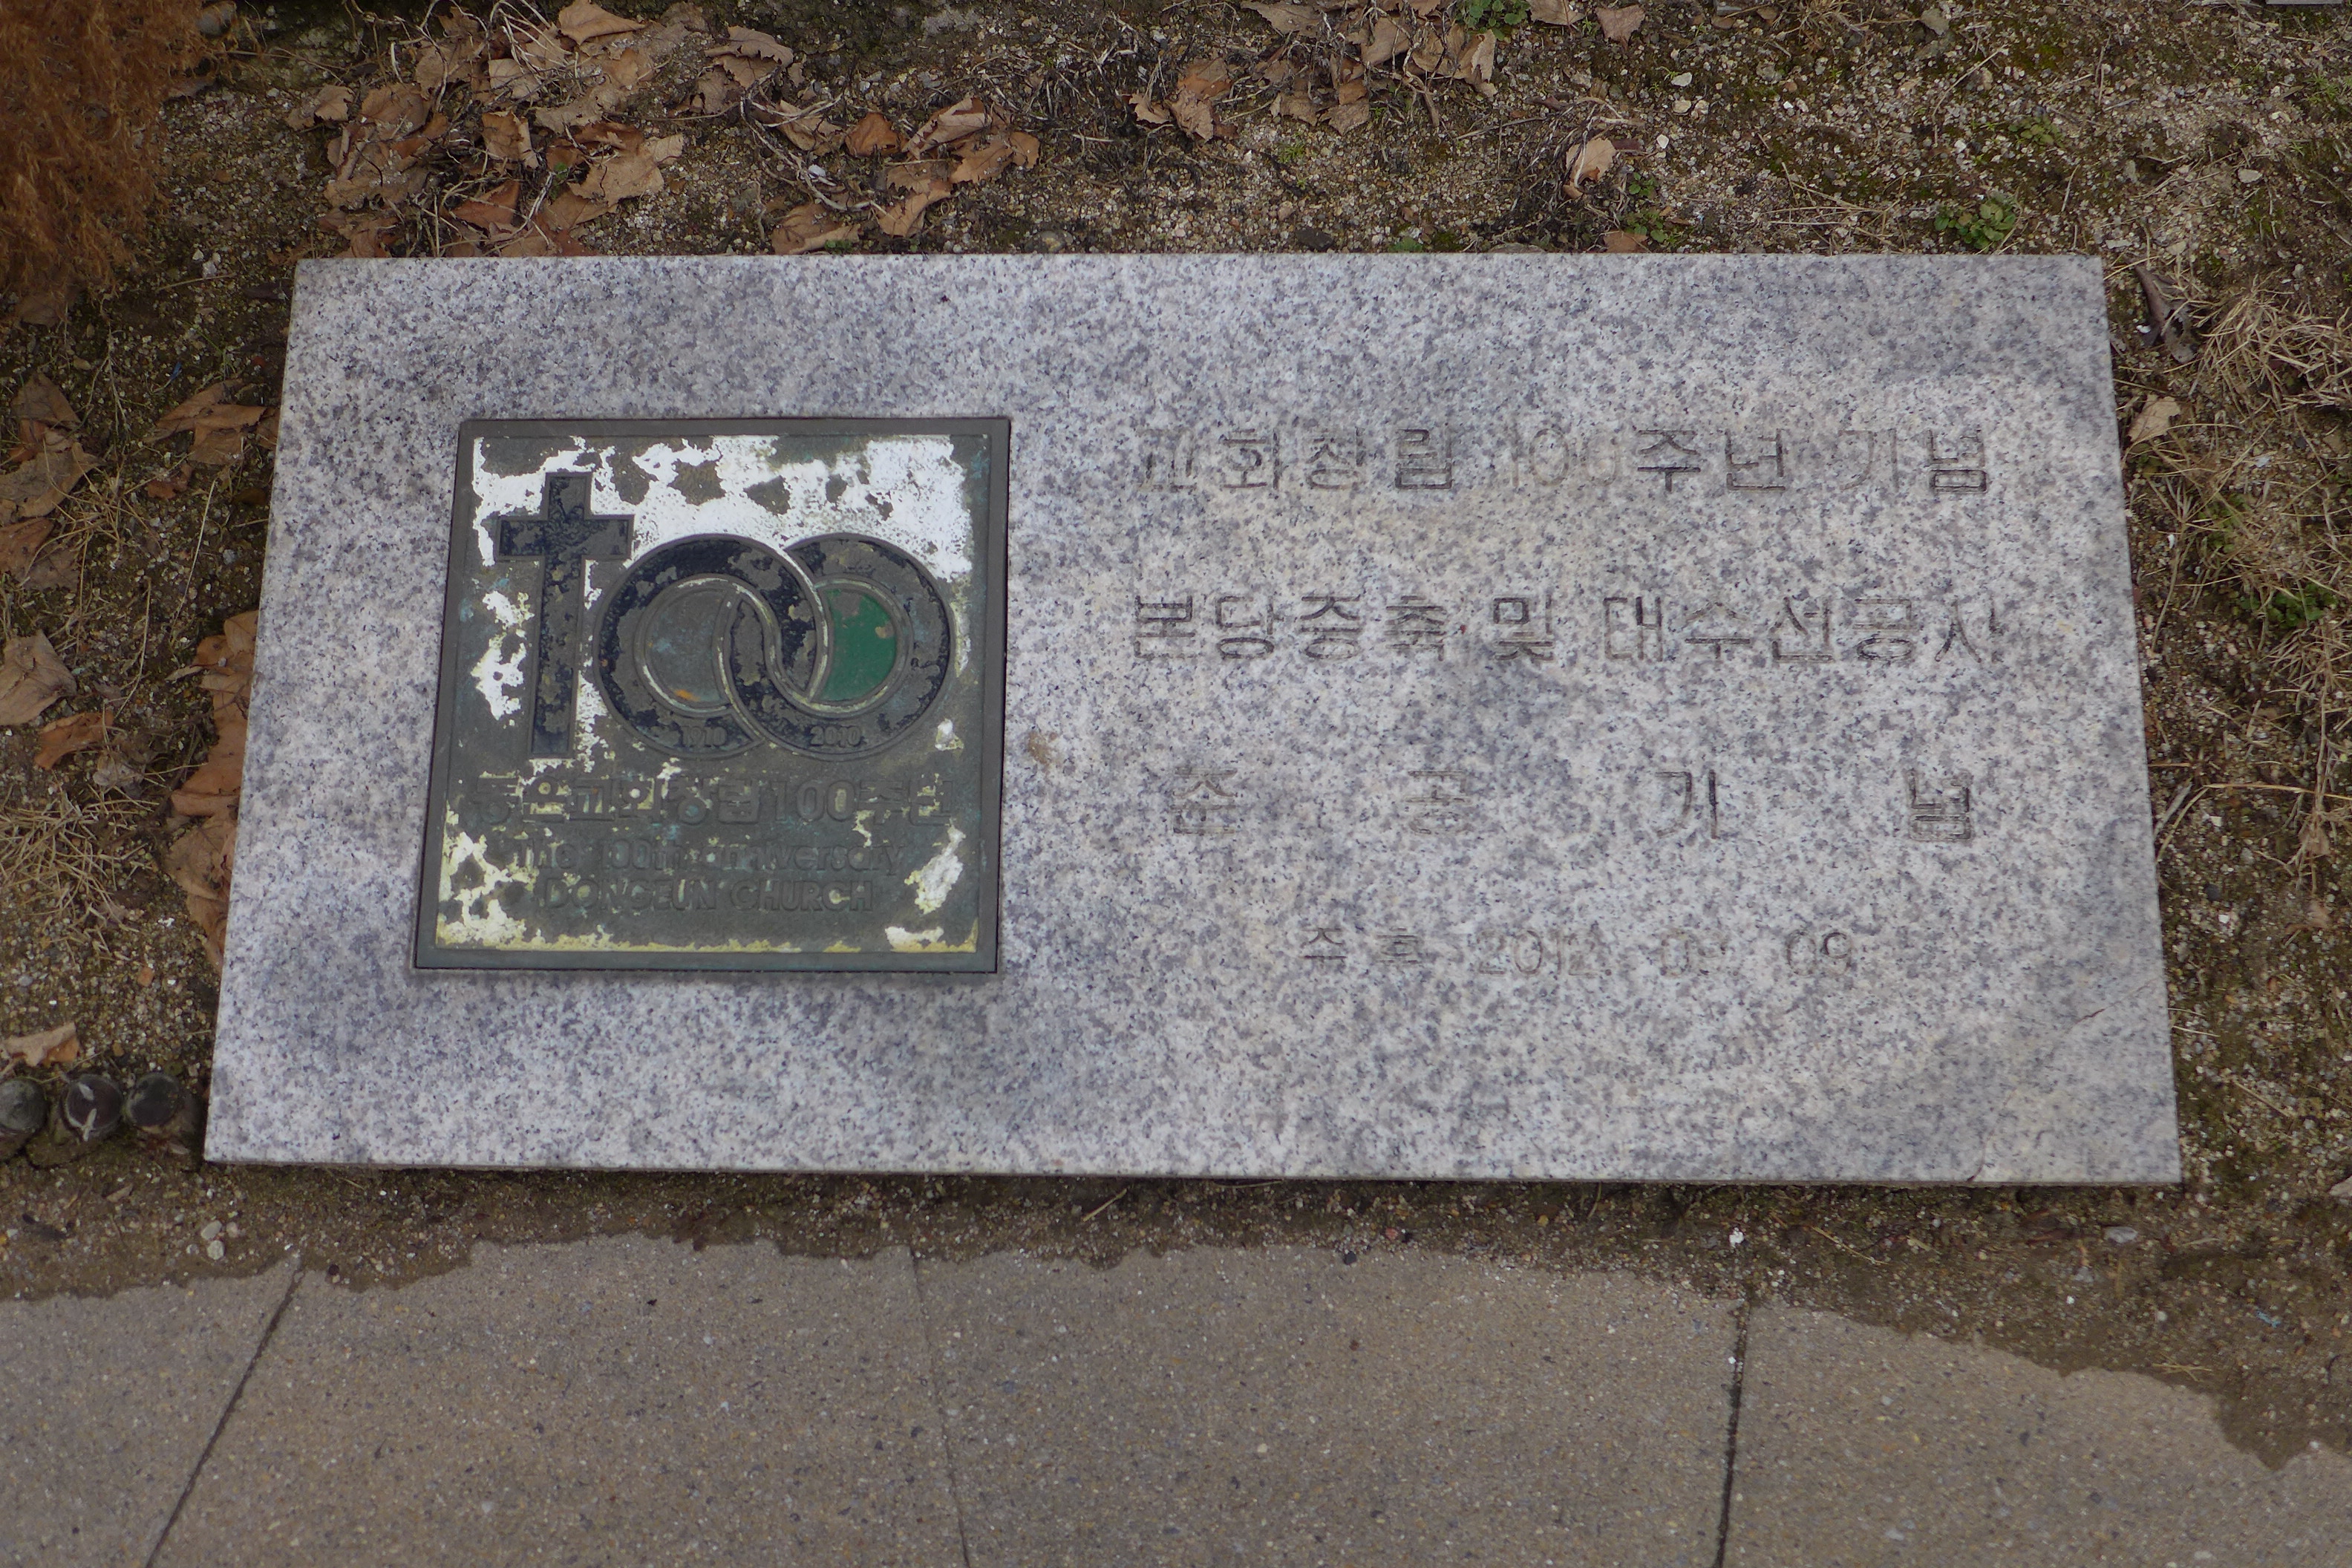 1910 2010
동은교회창립100주년
The 100th anniversary
DONGEUN CHURCH
교회창립 100주년 기념
본당증축 및 대수선공사
준 공 기 념
주후 2012. 09